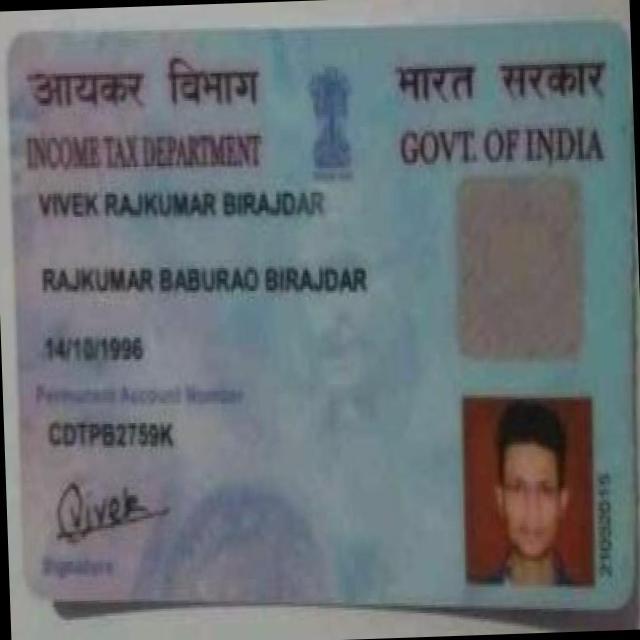 आयकर विभाग
भारत सरकार
INCOME TAX DEPARTMENT
GOVT. OF INDIA
VIVEK RAJKUMAR BIRAJDAR
RAJKUMAR BABURAO BIRAJDAR
14/10/1996
Permanent Account Number
CDTPB2759K
Vivek
Signature
21032015